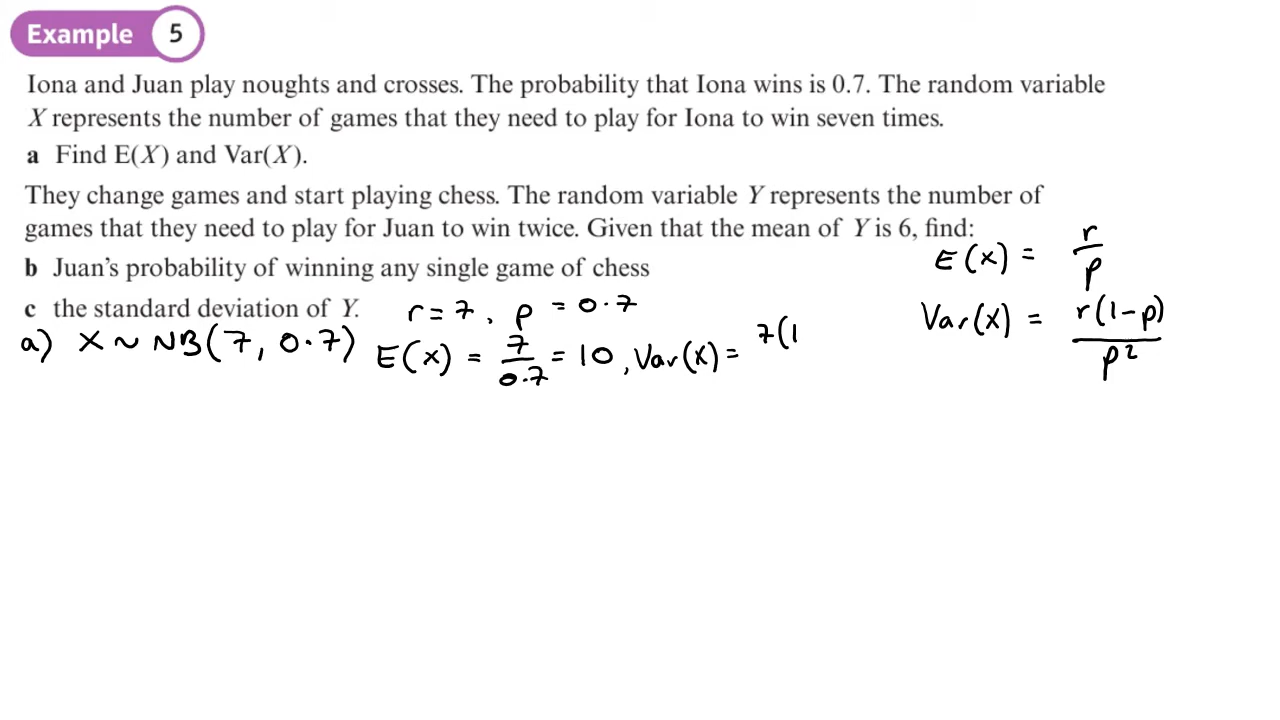 Example 5
Iona and Juan play noughts and crosses. The probability that Iona wins is 0.7. The random variable
X represents the number of games that they need to play for Iona to win seven times.
a Find E(X) and Var(X).
They change games and start playing chess. The random variable Y represents the number of
games that they need to play for Juan to win twice. Given that the mean of Y is 6, find:
b Juan's probability of winning any single game of chess
c the standard deviation of Y.
r = 7, p = 0.7
E(x) = r/p
Var(x) = r(1-p)/p²
a) X ~ NB(7, 0.7) E(x) = 7/0.7 = 10, Var(x) = 7(1